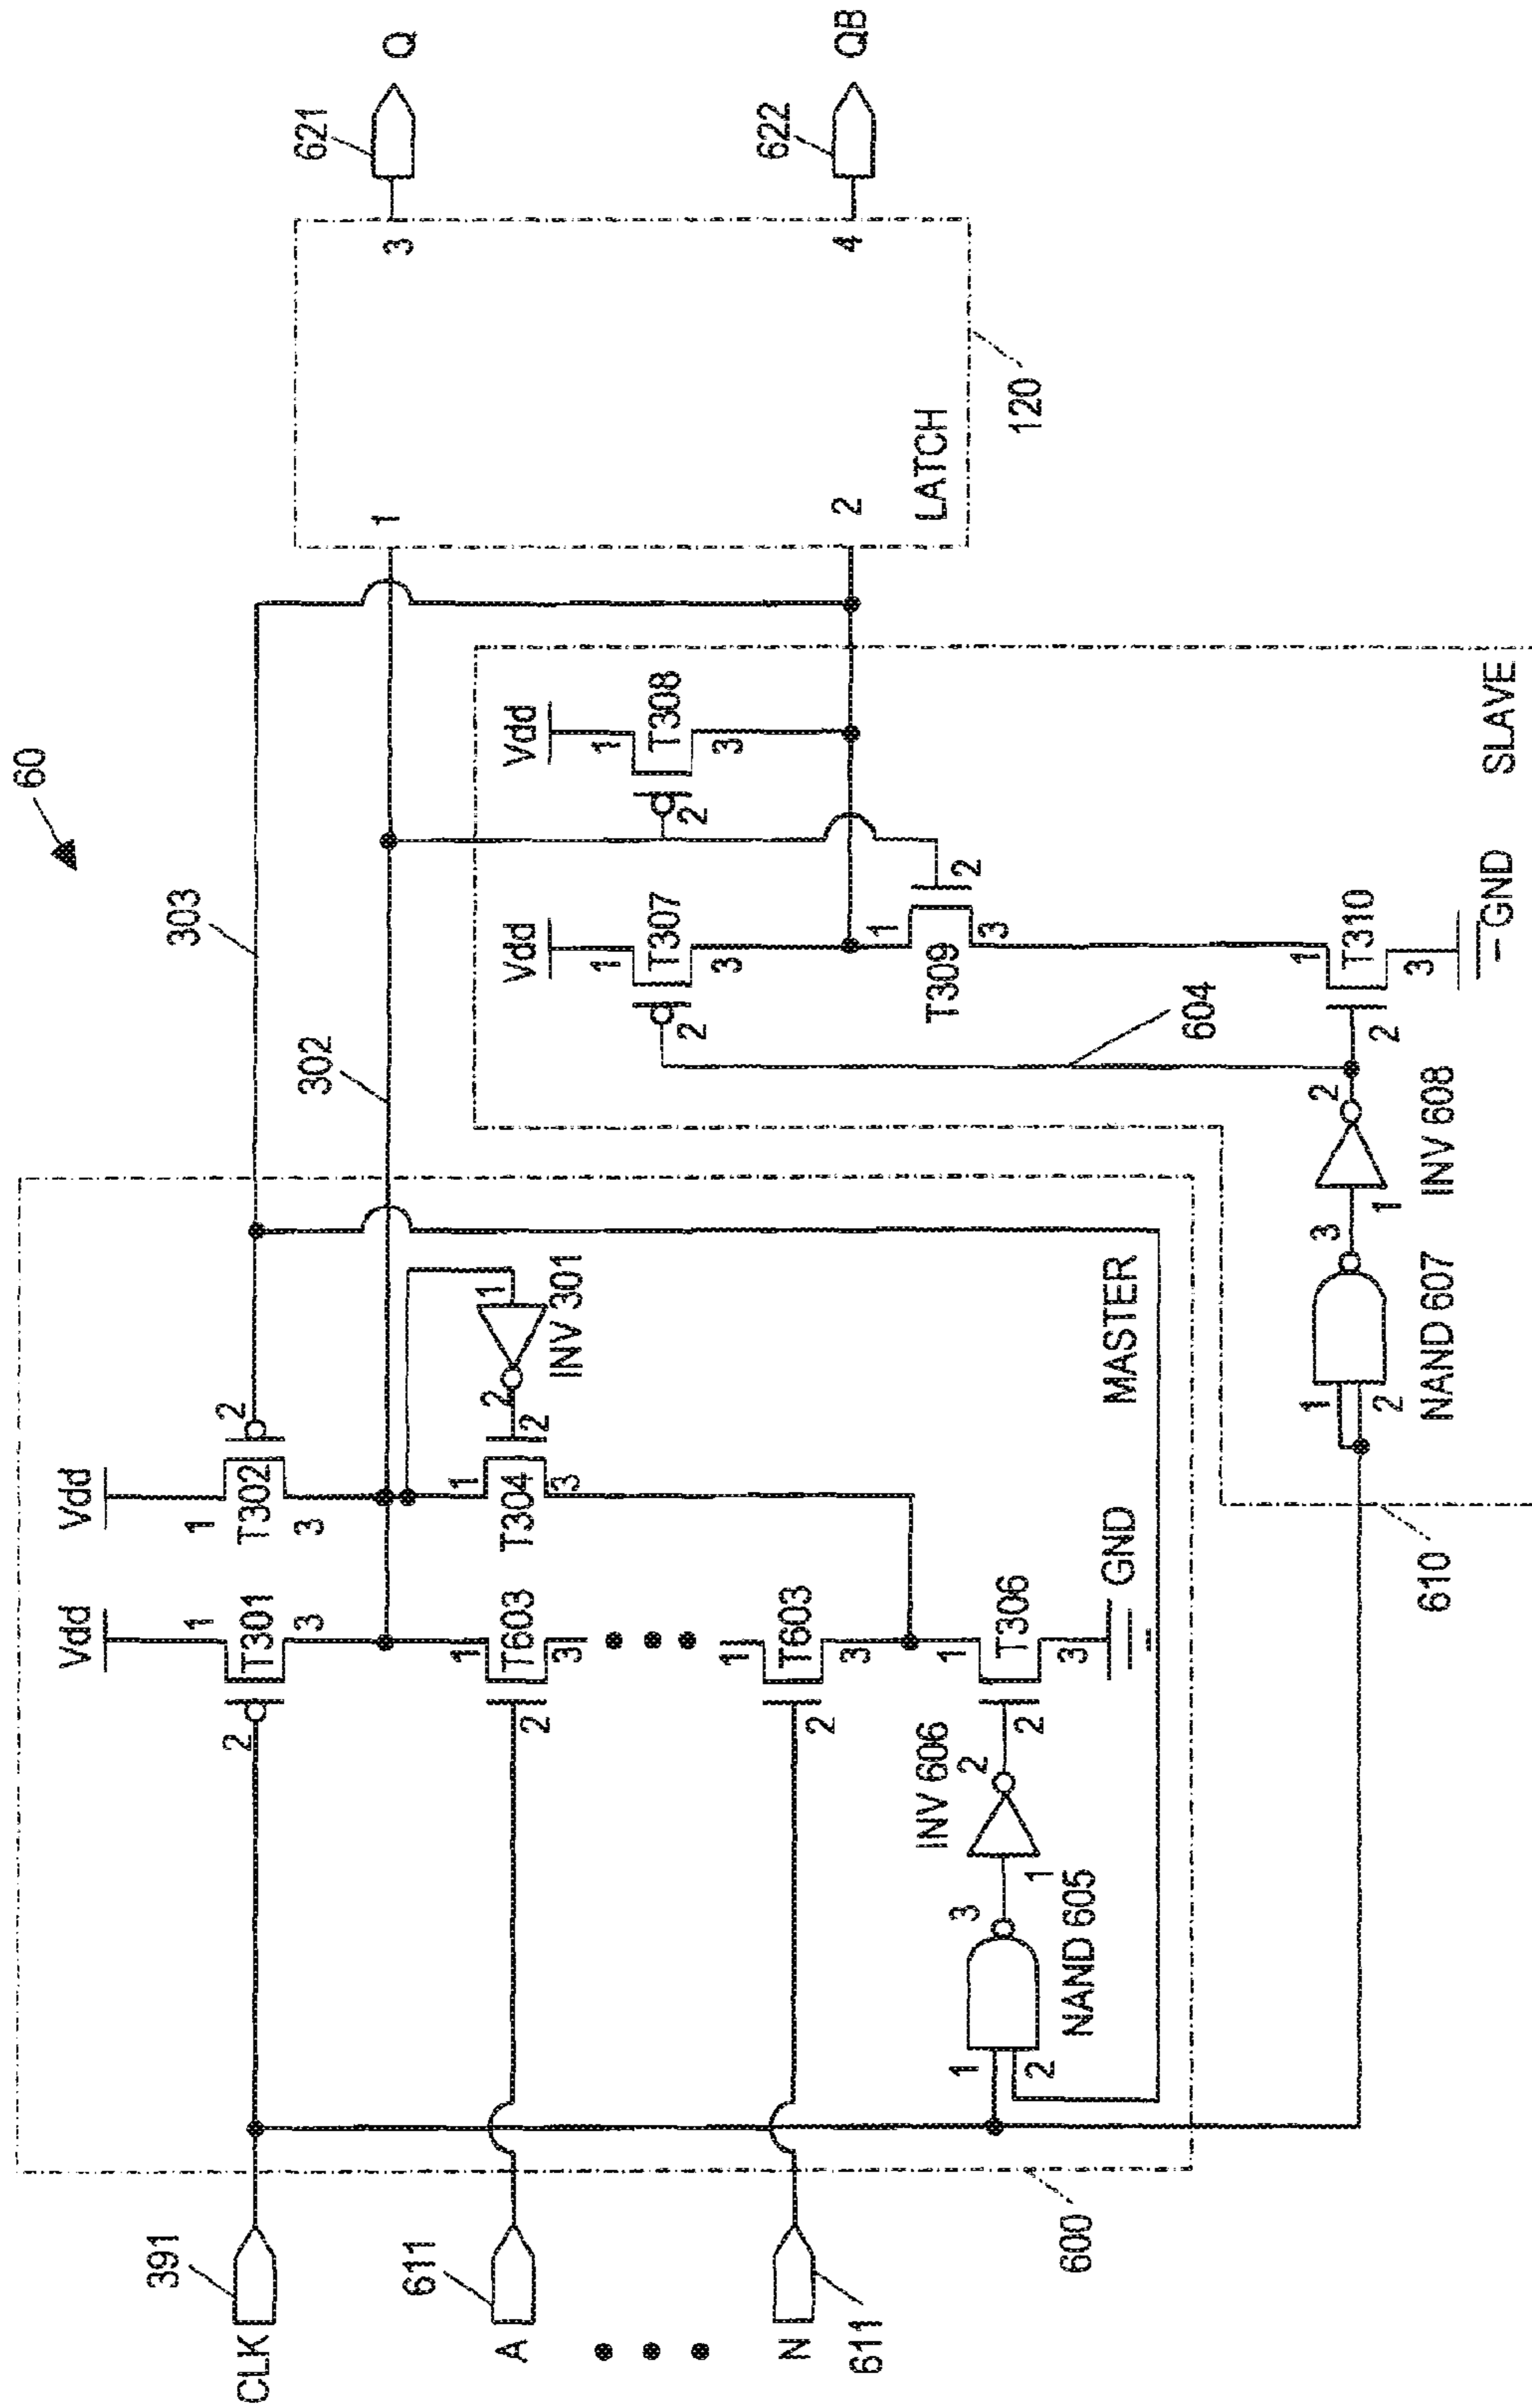 60
303
302
Vdd
Vdd
1
1
2
T301
T302
2
3
3
391
CLK
611
A
1
T603
3
2
1
T304
3
2
2
1
INV 301
N
611
1
T603
3
2
INV 606
2
1
T306
3
2
GND
1
2
3
NAND 605
1
MASTER
600
Vdd
Vdd
1
T307
3
2
1
T308
3
2
1
T309
3
2
604
1
T310
3
2
GND
SLAVE
1
2
3
NAND 607
1
2
INV 608
610
1
2
LATCH
3
4
120
621
Q
622
QB